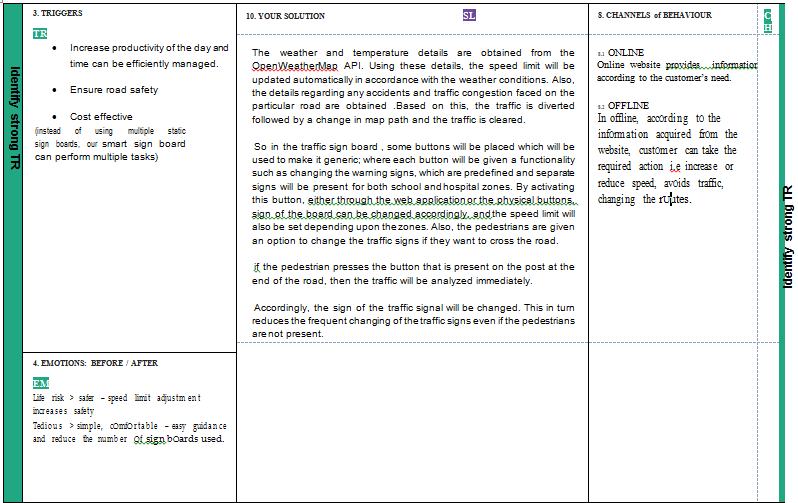 Identify strong TR
3. TRIGGERS
TR
Increase productivity of the day and
time can be efficiently managed.
Ensure road safety
Cost effective
(instead of using multiple static
sign boards, our smart sign board
can perform multiple tasks)
4. EMOTIONS: BEFORE / AFTER
EM
Life risk > safer – speed limit adjustment
increases safety
Tedious > simple, comfortable – easy guidance
and reduce the number Of sign bOards used.
10. YOUR SOLUTION
SL
The weather and temperature details are obtained from the
OpenWeatherMap API. Using these details, the speed limit will be
updated automatically in accordance with the weather conditions. Also,
the details regarding any accidents and traffic congestion faced on the
particular road are obtained .Based on this, the traffic is diverted
followed by a change in map path and the traffic is cleared.
So in the traffic sign board , some buttons will be placed which will be
used to make it generic; where each button will be given a functionality
such as changing the warning signs, which are predefined and separate
signs will be present for both school and hospital zones. By activating
this button, either through the web application or the physical buttons,
sign of the board can be changed accordingly, and the speed limit will
also be set depending upon the zones. Also, the pedestrians are given
an option to change the traffic signs if they want to cross the road.
if the pedestrian presses the button that is present on the post at the
end of the road, then the traffic will be analyzed immediately.
Accordingly, the sign of the traffic signal will be changed. This in turn
reduces the frequent changing of the traffic signs even if the pedestrians
are not present.
8. CHANNELS of BEHAVIOUR
C
H
8.1 ONLINE
Online website provides information
according to the customer's need.
8.2 OFFLINE
In offline, according to the
information acquired from the
website, customer can take the
required action i.e increase or
reduce speed, avoids traffic,
changing the rUutes.
Identify strong TR